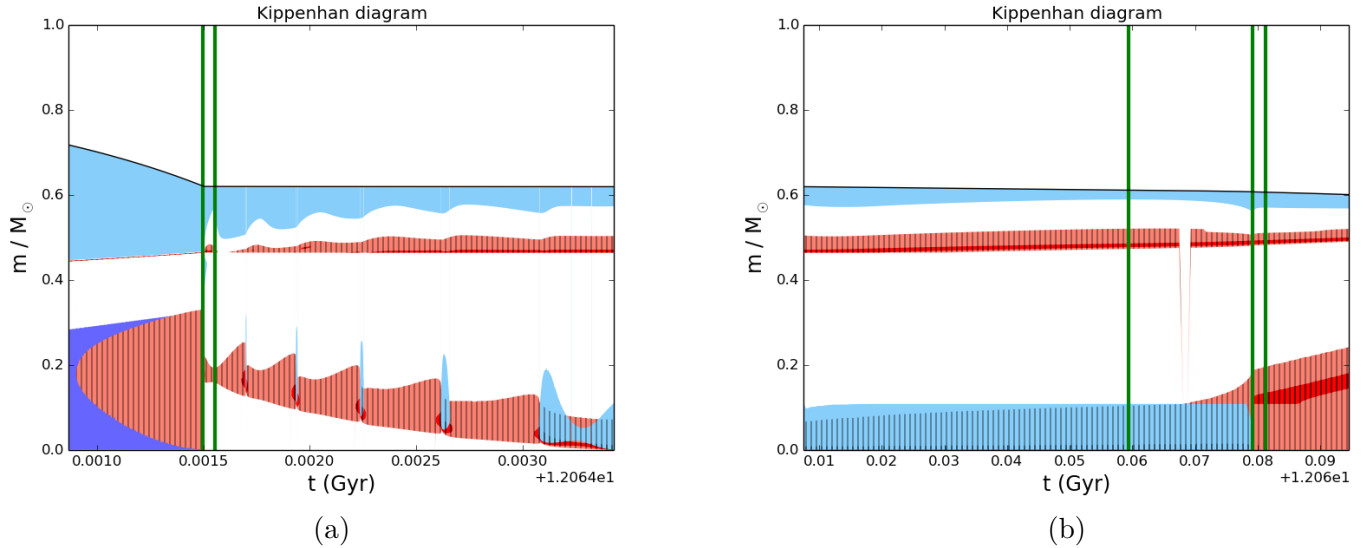 Kippenhan diagram
1.0
0.8
0.6
0.4
0.2
0.0
m / M⊙
0.0010 0.0015 0.0020 0.0025 0.0030
+1.2064e1
t (Gyr)
(a)
Kippenhan diagram
1.0
0.8
0.6
0.4
0.2
0.0
m / M⊙
0.01 0.02 0.03 0.04 0.05 0.06 0.07 0.08 0.09
+1.206e1
t (Gyr)
(b)